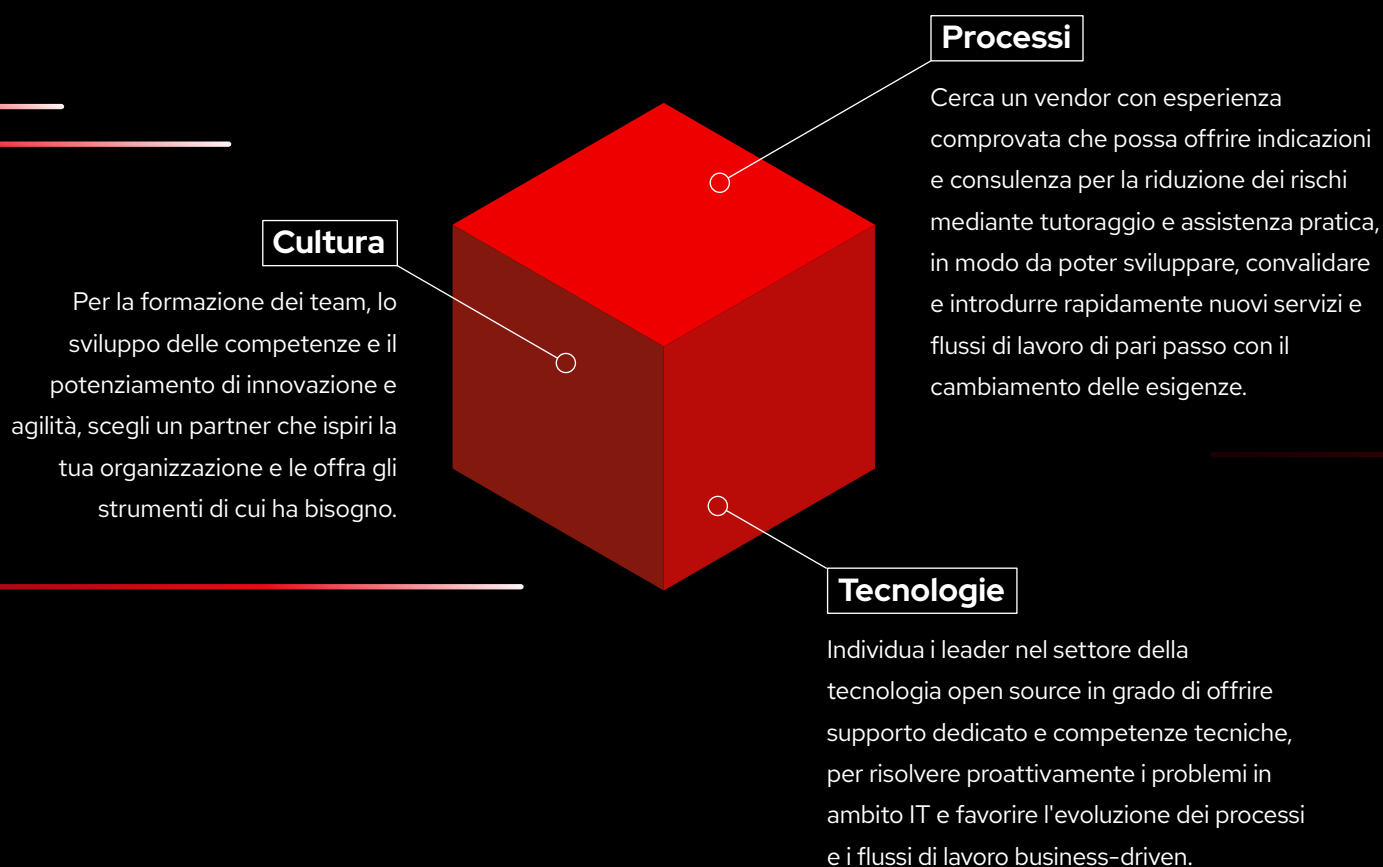 Processi
Cerca un vendor con esperienza
comprovata che possa offrire indicazioni
e consulenza per la riduzione dei rischi
mediante tutoraggio e assistenza pratica,
in modo da poter sviluppare, convalidare
e introdurre rapidamente nuovi servizi e
flussi di lavoro di pari passo con il
cambiamento delle esigenze.
Cultura
Per la formazione dei team, lo
sviluppo delle competenze e il
potenziamento di innovazione e
agilità, scegli un partner che ispiri la
tua organizzazione e le offra gli
strumenti di cui ha bisogno.
Tecnologie
Individua i leader nel settore della
tecnologia open source in grado di offrire
supporto dedicato e competenze tecniche,
per risolvere proattivamente i problemi in
ambito IT e favorire l'evoluzione dei processi
e i flussi di lavoro business-driven.